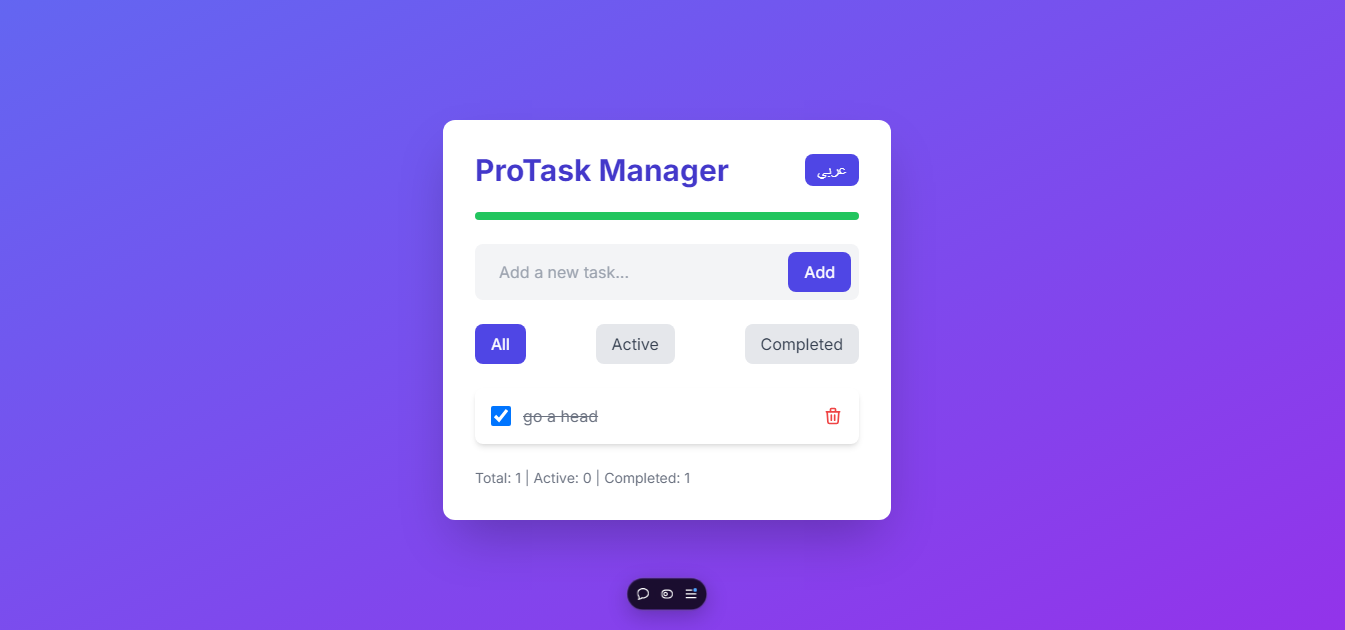 ProTask Manager
عربي
Add a new task...
Add
All
Active
Completed
go a head
Total: 1 | Active: 0 | Completed: 1